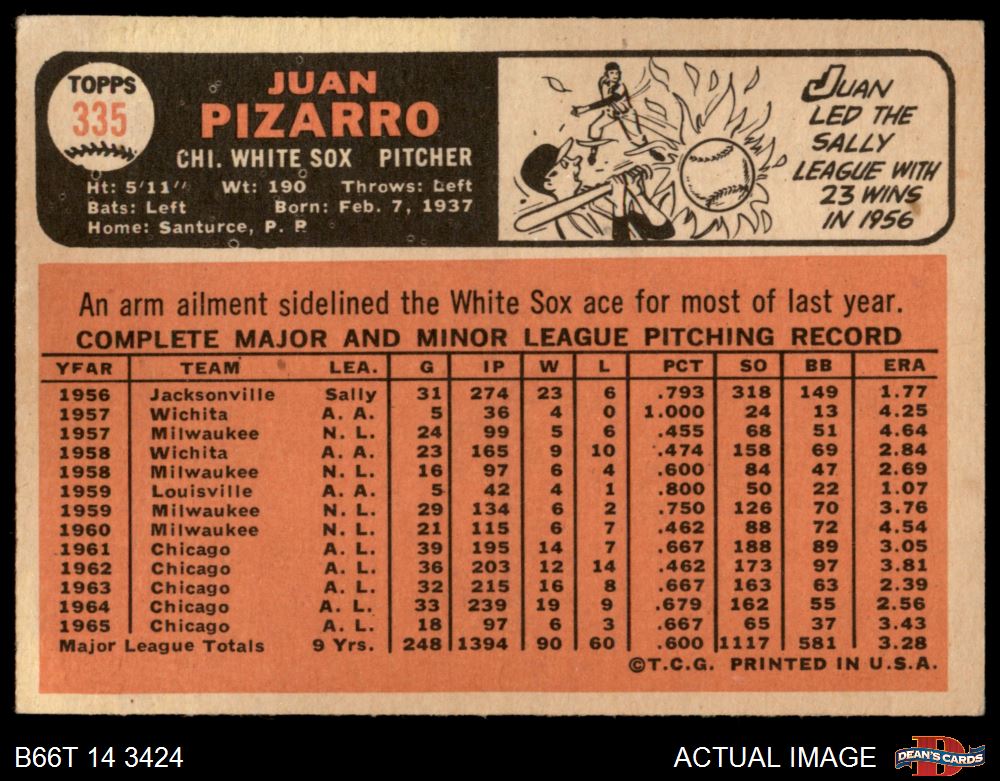 TOPPS
335
JUAN
PIZARRO
CHI. WHITE SOX PITCHER
Ht: 5'11" Wt: 190 Throws: Left
Bats: Left Born: Feb. 7, 1937
Home: Santurce, P. R.
JUAN
LED THE
SALLY
LEAGUE WITH
23 WINS
IN 1956
An arm ailment sidelined the White Sox ace for most of last year.
COMPLETE MAJOR AND MINOR LEAGUE PITCHING RECORD
YEAR TEAM LEA. G IP W L PCT SO BB ERA
1956 Jacksonville Sally 31 274 23 6 .793 318 149 1.77
1957 Wichita A. A. 5 36 4 0 1.000 24 13 4.25
1957 Milwaukee N. L. 24 99 5 6 .455 68 51 4.64
1958 Wichita A. A. 23 165 9 10 .474 158 69 2.84
1958 Milwaukee N. L. 16 97 6 4 .600 84 47 2.69
1959 Louisville A. A. 5 42 4 1 .800 50 22 1.07
1959 Milwaukee N. L. 29 134 6 2 .750 126 70 3.76
1960 Milwaukee N. L. 21 115 6 7 .462 88 72 4.54
1961 Chicago A. L. 39 195 14 7 .667 188 89 3.05
1962 Chicago A. L. 36 203 12 14 .462 173 97 3.81
1963 Chicago A. L. 32 215 16 8 .667 163 63 2.39
1964 Chicago A. L. 33 239 19 9 .679 162 55 2.56
1965 Chicago A. L. 18 97 6 3 .667 65 37 3.43
Major League Totals 9 Yrs. 248 1394 90 60 .600 1117 581 3.28
©T.C.G. PRINTED IN U.S.A.
B66T 14 3424
ACTUAL IMAGE
DEAN'S CARDS